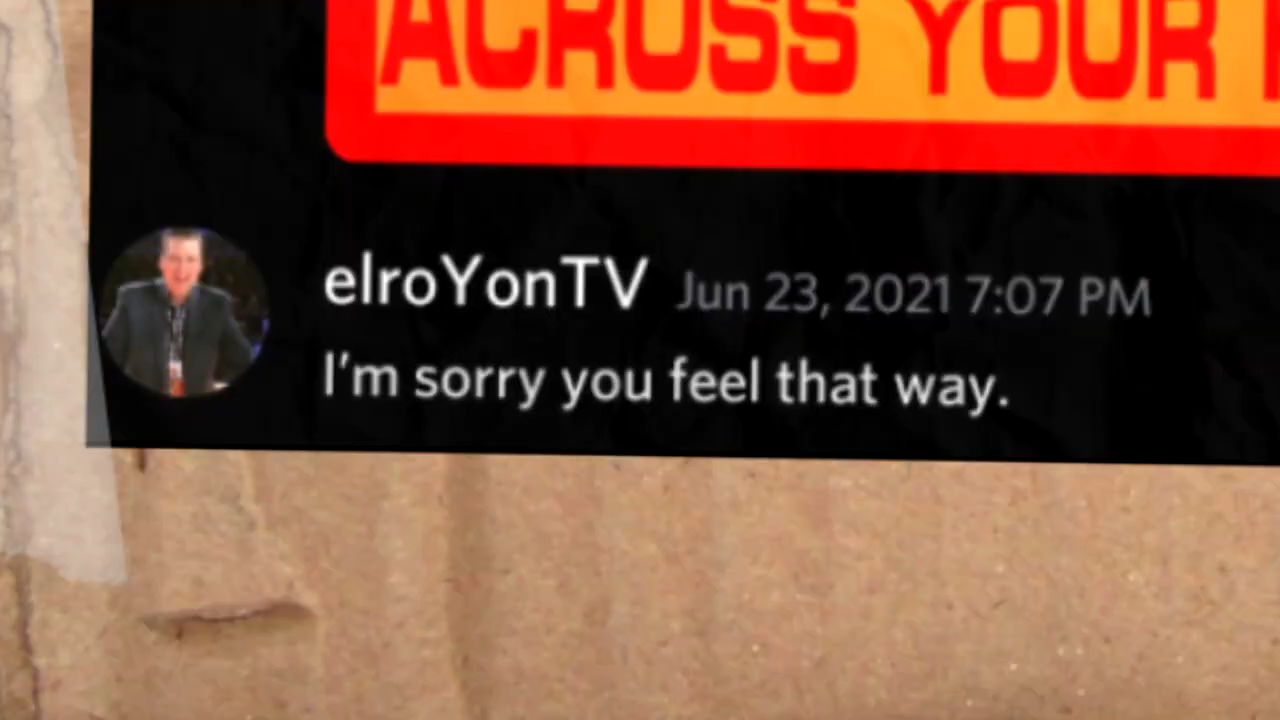 ACROSS YOUR
elroYonTV Jun 23, 2021 7:07 PM
I'm sorry you feel that way.